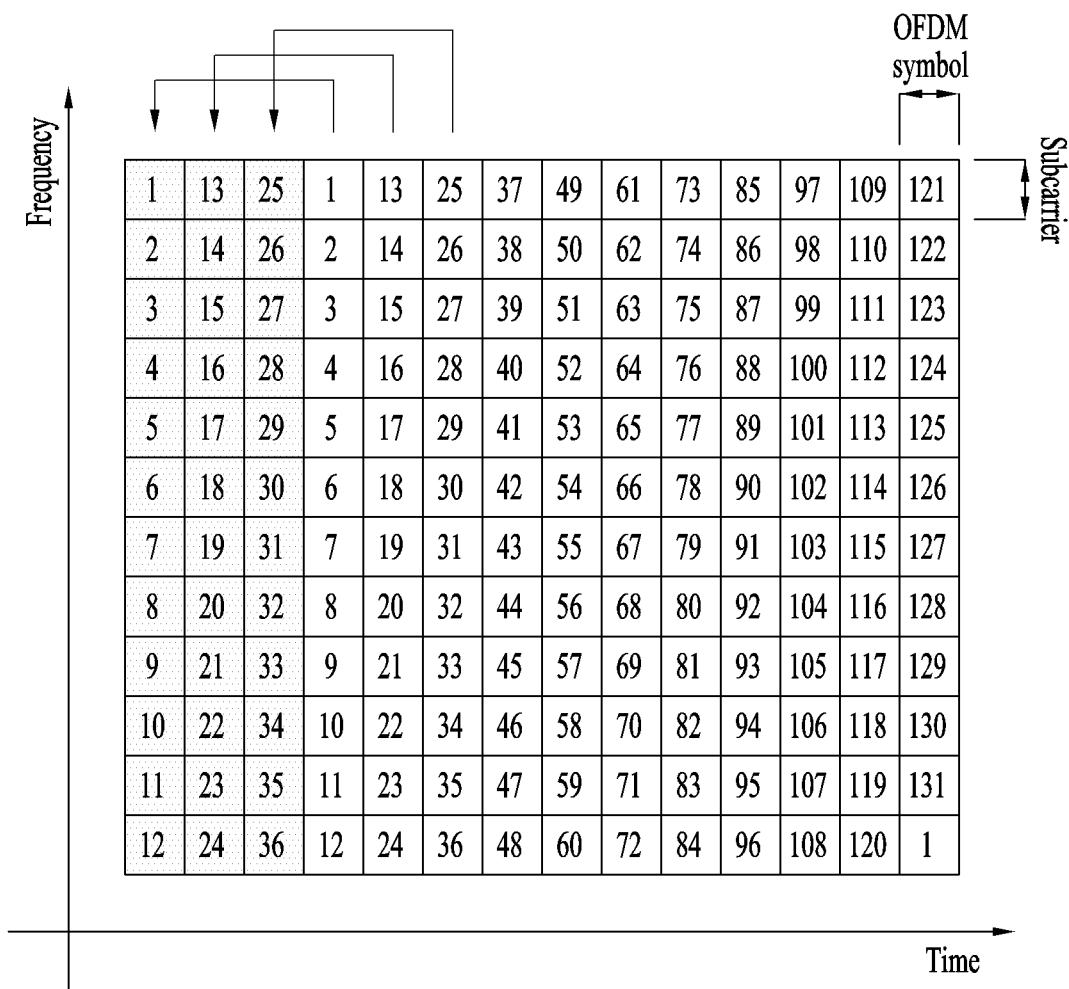 OFDM
symbol
Frequency
Subcarrier
1 13 25 1 13 25 37 49 61 73 85 97 109 121
2 14 26 2 14 26 38 50 62 74 86 98 110 122
3 15 27 3 15 27 39 51 63 75 87 99 111 123
4 16 28 4 16 28 40 52 64 76 88 100 112 124
5 17 29 5 17 29 41 53 65 77 89 101 113 125
6 18 30 6 18 30 42 54 66 78 90 102 114 126
7 19 31 7 19 31 43 55 67 79 91 103 115 127
8 20 32 8 20 32 44 56 68 80 92 104 116 128
9 21 33 9 21 33 45 57 69 81 93 105 117 129
10 22 34 10 22 34 46 58 70 82 94 106 118 130
11 23 35 11 23 35 47 59 71 83 95 107 119 131
12 24 36 12 24 36 48 60 72 84 96 108 120 1
Time